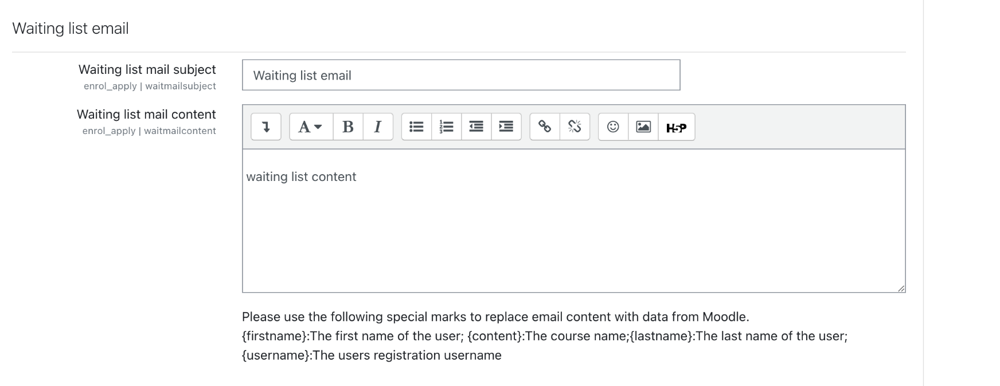 Waiting list email
Waiting list mail subject
enrol_apply | waitmailsubject
Waiting list email
Waiting list mail content
enrol_apply | waitmailcontent
A B I H5P
waiting list content
Please use the following special marks to replace email content with data from Moodle.
{firstname}:The first name of the user; {content}:The course name;{lastname}:The last name of the user;
{username}:The users registration username